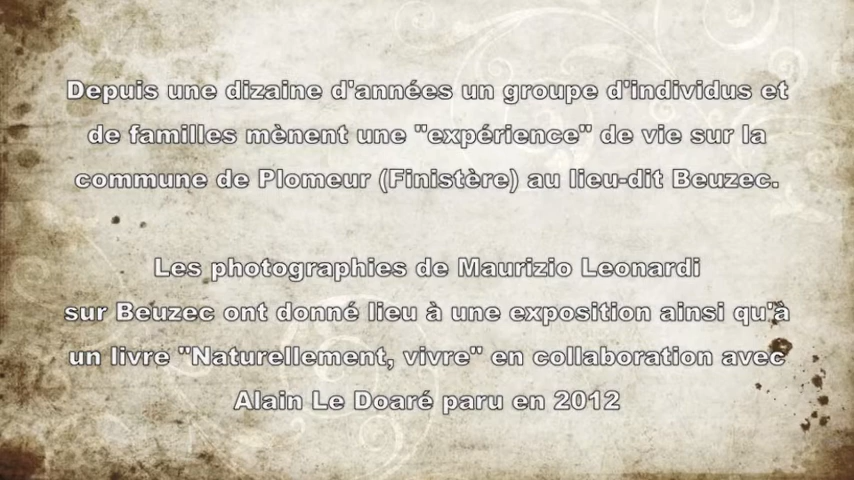 Depuis une dizaine d'années un groupe d'individus et
de familles mènent une "expérience" de vie sur la
commune de Plomeur (Finistère) au lieu-dit Beuzec.
Les photographies de Maurizio Leonardi
sur Beuzec ont donné lieu à une exposition ainsi qu'à
un livre "Naturellement, vivre" en collaboration avec
Alain Le Doaré paru en 2012